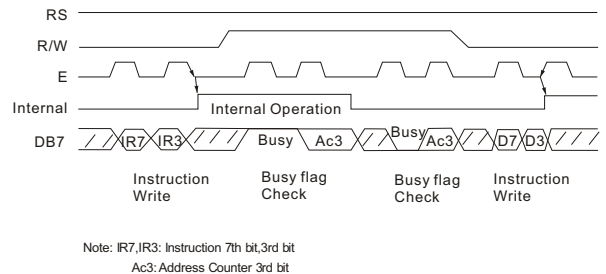 RS
R/W
E
Internal Internal Operation
DB7 IR7 IR3 Busy Ac3 Busy Ac3 D7 D3
Instruction Write Busy flag Check Busy flag Check Instruction Write
Note: IR7,IR3: Instruction 7th bit,3rd bit
Ac3: Address Counter 3rd bit